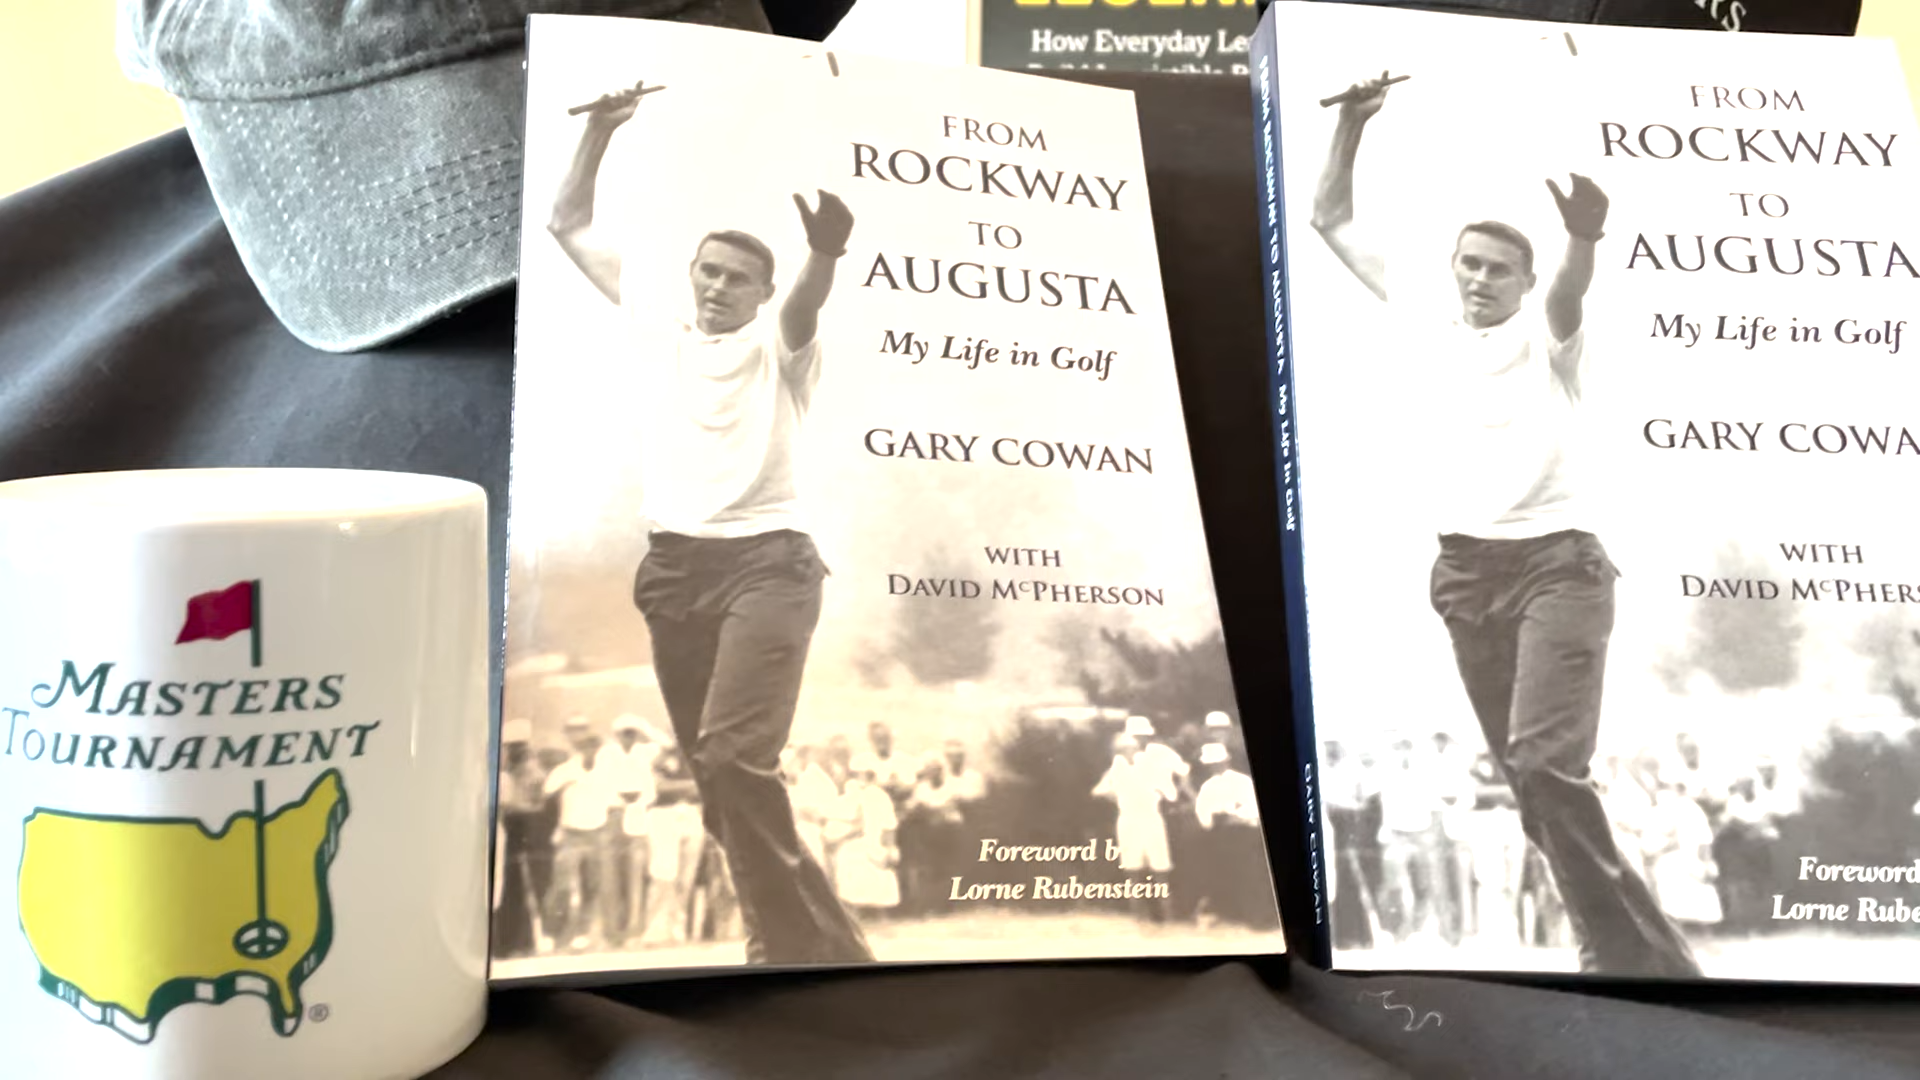 How Everyday Le
RS
FROM
ROCKWAY
TO
AUGUSTA
My Life in Golf
GARY COWAN
WITH
DAVID McPHERSON
Foreword b
Lorne Rubenstein
FROM ROCKWAY TO AUGUSTA My Life in Golf
GARY COWAN
FROM
ROCKWAY
TO
AUGUSTA
My Life in Golf
GARY COWA
WITH
DAVID McPHERS
Foreword
Lorne Rube
MASTERS
TOURNAMENT
®